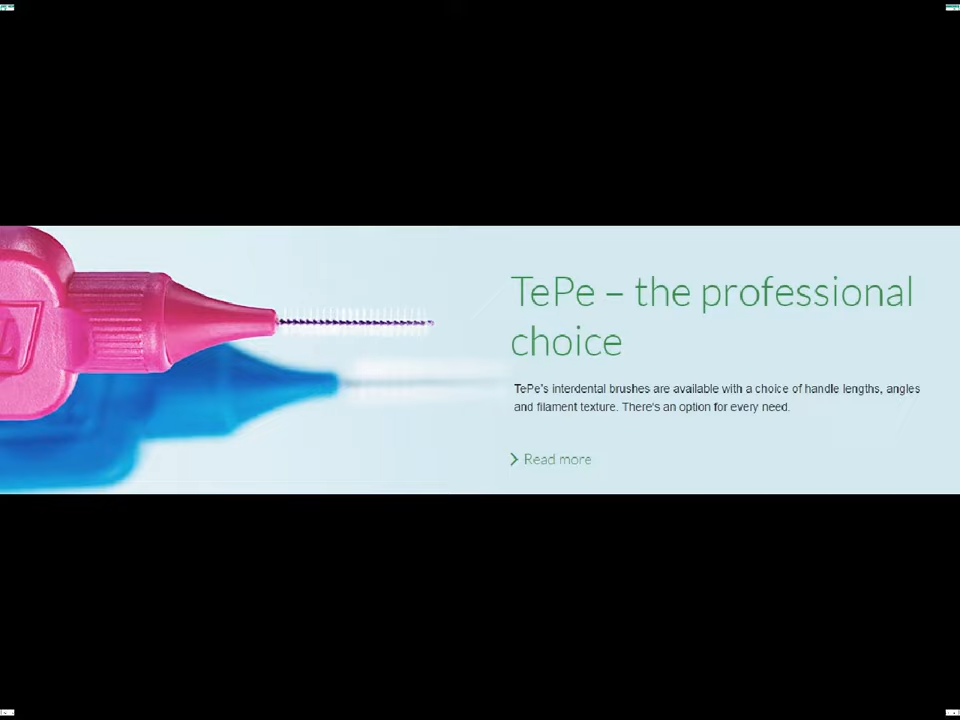 TePe – the professional
choice
TePe's interdental brushes are available with a choice of handle lengths, angles
and filament texture. There's an option for every need.
Read more